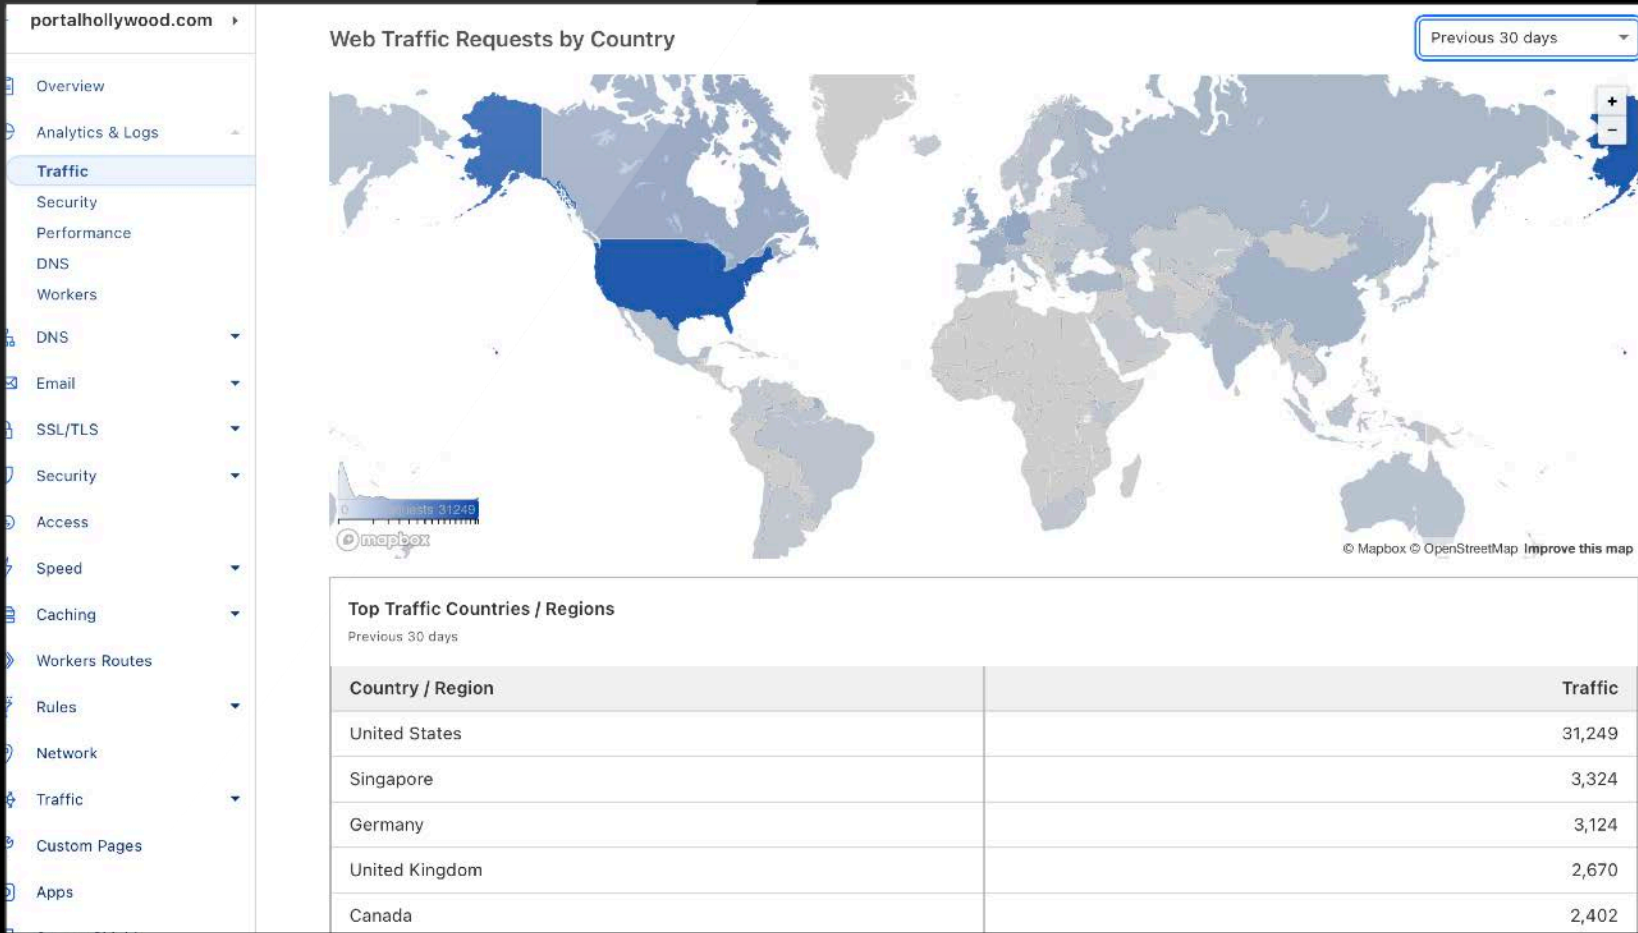 portalhollywood.com
Overview
Analytics & Logs
Traffic
Security
Performance
DNS
Workers
DNS
Email
SSL/TLS
Security
Access
Speed
Caching
Workers Routes
Rules
Network
Traffic
Custom Pages
Apps
Web Traffic Requests by Country
Previous 30 days
+
−
0 31249
mapbox
© Mapbox © OpenStreetMap Improve this map
Top Traffic Countries / Regions
Previous 30 days
Country / Region Traffic
United States 31,249
Singapore 3,324
Germany 3,124
United Kingdom 2,670
Canada 2,402